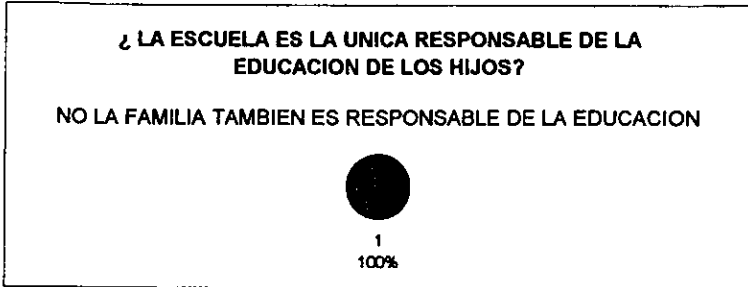 ¿ LA ESCUELA ES LA UNICA RESPONSABLE DE LA
EDUCACION DE LOS HIJOS?
NO LA FAMILIA TAMBIEN ES RESPONSABLE DE LA EDUCACION
1
100%